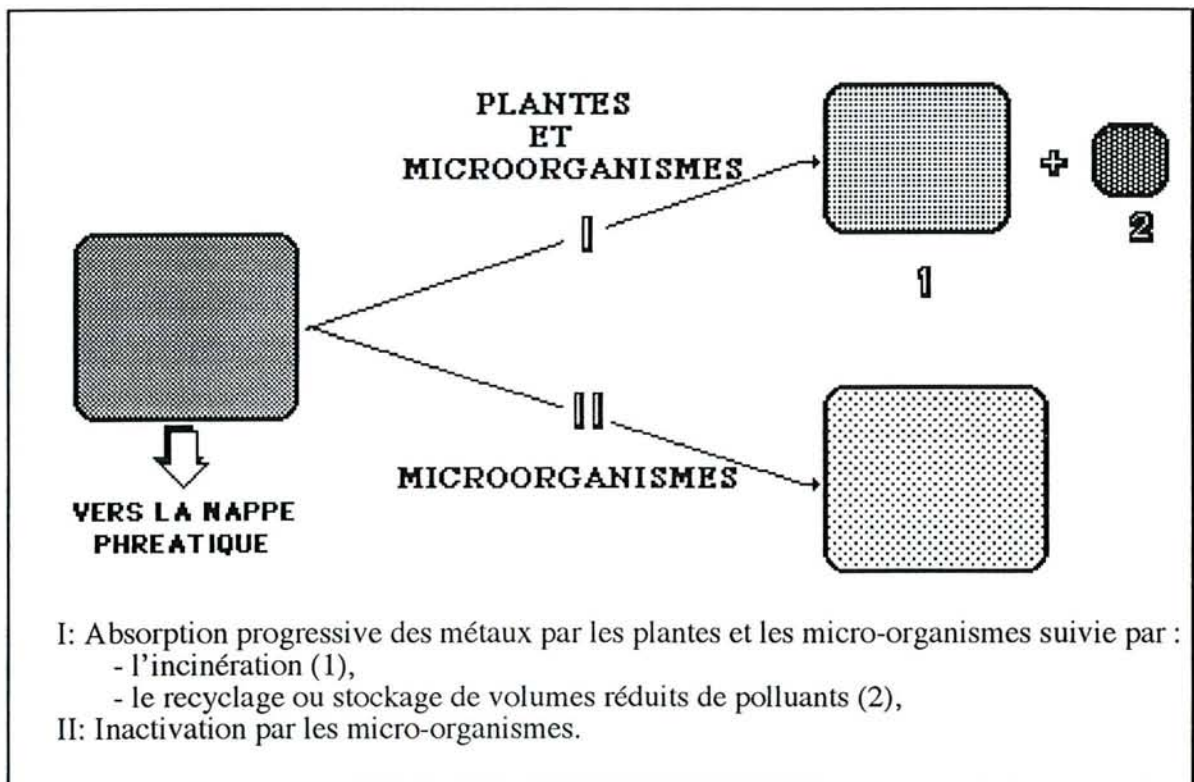 PLANTES
ET
MICROORGANISMES
I
+
2
1
II
MICROORGANISMES
VERS LA NAPPE
PHREATIQUE
I: Absorption progressive des métaux par les plantes et les micro-organismes suivie par :
- l'incinération (1),
- le recyclage ou stockage de volumes réduits de polluants (2),
II: Inactivation par les micro-organismes.